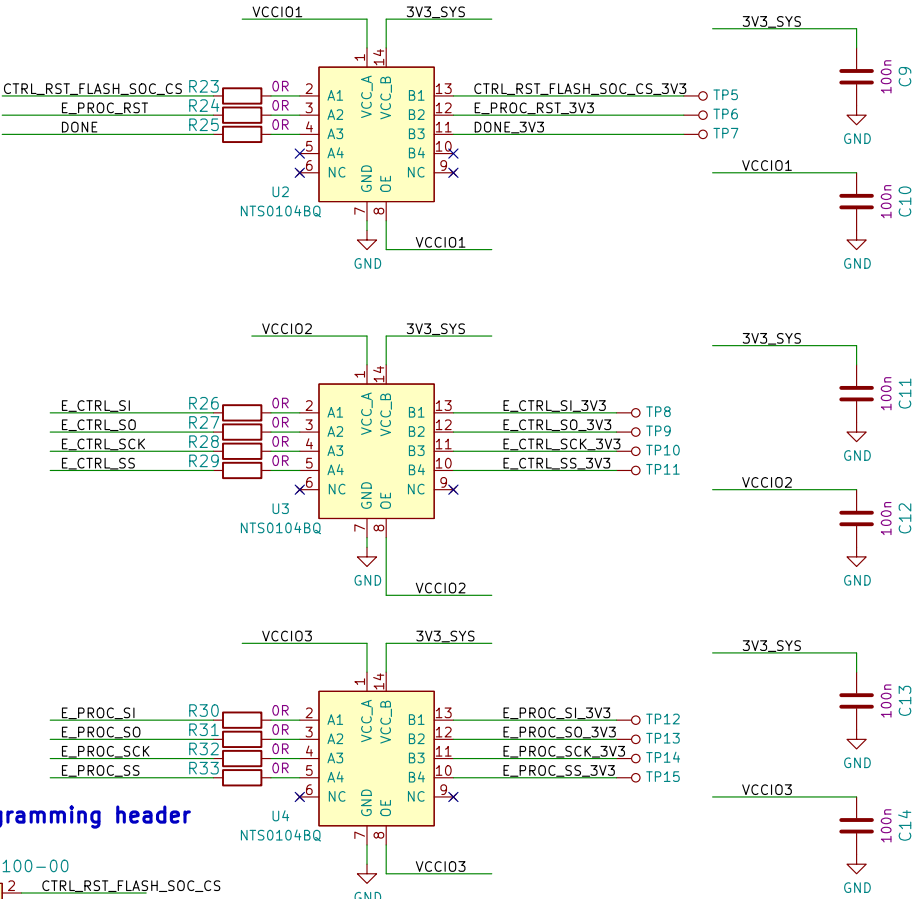 VCCIO1 3V3_SYS 3V3_SYS
1 14
CTRL_RST_FLASH_SOC_CS R23 0R 2 A1 VCC_A VCC_B B1 13 CTRL_RST_FLASH_SOC_CS_3V3 TP5 100n C9
E_PROC_RST R24 0R 3 A2 B2 12 E_PROC_RST_3V3 TP6
DONE R25 0R 4 A3 B3 11 DONE_3V3 TP7
GND
5 A4 B4 10
6 NC GND OE NC 9 VCCIO1
U2
NTS0104BQ 7 8 100n C10
VCCIO1
GND GND
VCCIO2 3V3_SYS 3V3_SYS
1 14
E_CTRL_SI R26 0R 2 A1 VCC_A VCC_B B1 13 E_CTRL_SI_3V3 TP8 100n C11
E_CTRL_SO R27 0R 3 A2 B2 12 E_CTRL_SO_3V3 TP9
E_CTRL_SCK R28 0R 4 A3 B3 11 E_CTRL_SCK_3V3 TP10
GND
E_CTRL_SS R29 0R 5 A4 B4 10 E_CTRL_SS_3V3 TP11
6 NC GND OE NC 9 VCCIO2
U3
NTS0104BQ 7 8 100n C12
GND GND
VCCIO2
VCCIO3 3V3_SYS 3V3_SYS
1 14
E_PROC_SI R30 0R 2 A1 VCC_A VCC_B B1 13 E_PROC_SI_3V3 TP12 100n C13
E_PROC_SO R31 0R 3 A2 B2 12 E_PROC_SO_3V3 TP13
E_PROC_SCK R32 0R 4 A3 B3 11 E_PROC_SCK_3V3 TP14
GND
E_PROC_SS R33 0R 5 A4 B4 10 E_PROC_SS_3V3 TP15
6 NC GND OE NC 9 VCCIO3
gramming header U4
NTS0104BQ 7 8 100n C14
100-00 VCCIO3
2 CTRL_RST_FLASH_SOC_CS GND GND